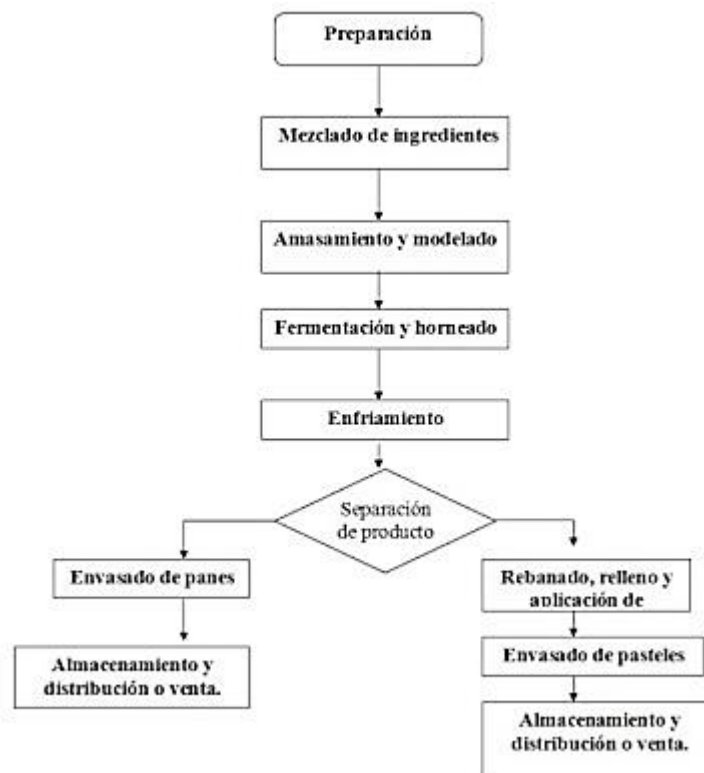 Preparación
Mezclado de ingredientes
Amasamiento y modelado
Fermentación y horneado
Enfriamiento
Separación
de producto
Envasado de panes
Almacenamiento y
distribución o venta.
Rebanado, relleno y
aplicación de
Envasado de pasteles
Almacenamiento y
distribución o venta.